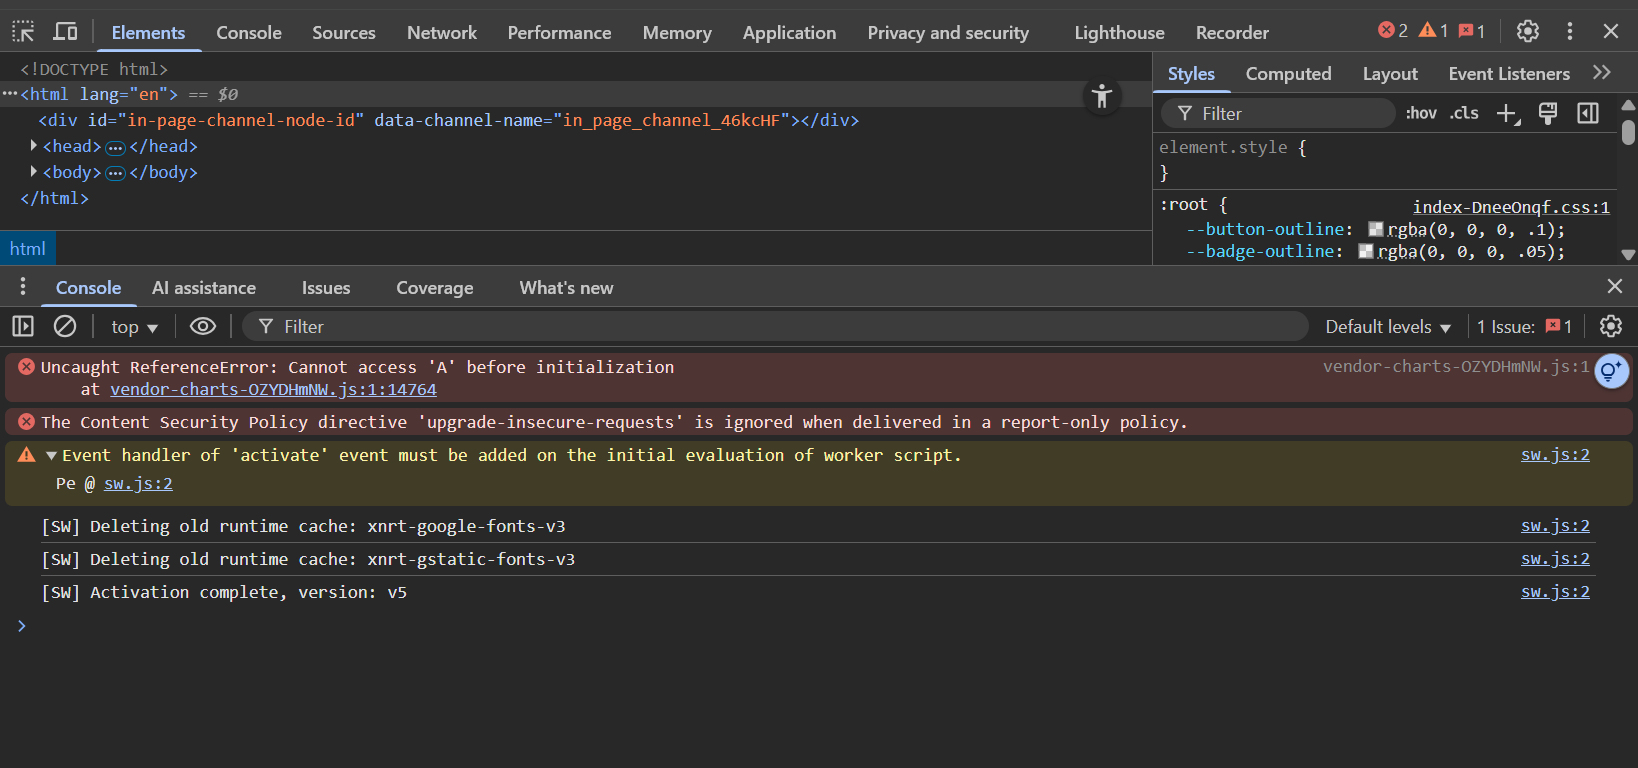 Elements Console Sources Network Performance Memory Application Privacy and security Lighthouse Recorder 2 1 1
<!DOCTYPE html>
<html lang="en"> == $0
<div id="in-page-channel-node-id" data-channel-name="in_page_channel_46kcHF"></div>
<head>…</head>
<body>…</body>
</html>
html
Styles Computed Layout Event Listeners
Filter :hov .cls
element.style {
}
:root { index-DneeOnqf.css:1
--button-outline: rgba(0, 0, 0, .1);
--badge-outline: rgba(0, 0, 0, .05);
Console AI assistance Issues Coverage What's new
top Filter Default levels 1 Issue: 1
Uncaught ReferenceError: Cannot access 'A' before initialization vendor-charts-OZYDHmNW.js:1
at vendor-charts-OZYDHmNW.js:1:14764
The Content Security Policy directive 'upgrade-insecure-requests' is ignored when delivered in a report-only policy.
Event handler of 'activate' event must be added on the initial evaluation of worker script. sw.js:2
Pe @ sw.js:2
[SW] Deleting old runtime cache: xnrt-google-fonts-v3 sw.js:2
[SW] Deleting old runtime cache: xnrt-gstatic-fonts-v3 sw.js:2
[SW] Activation complete, version: v5 sw.js:2